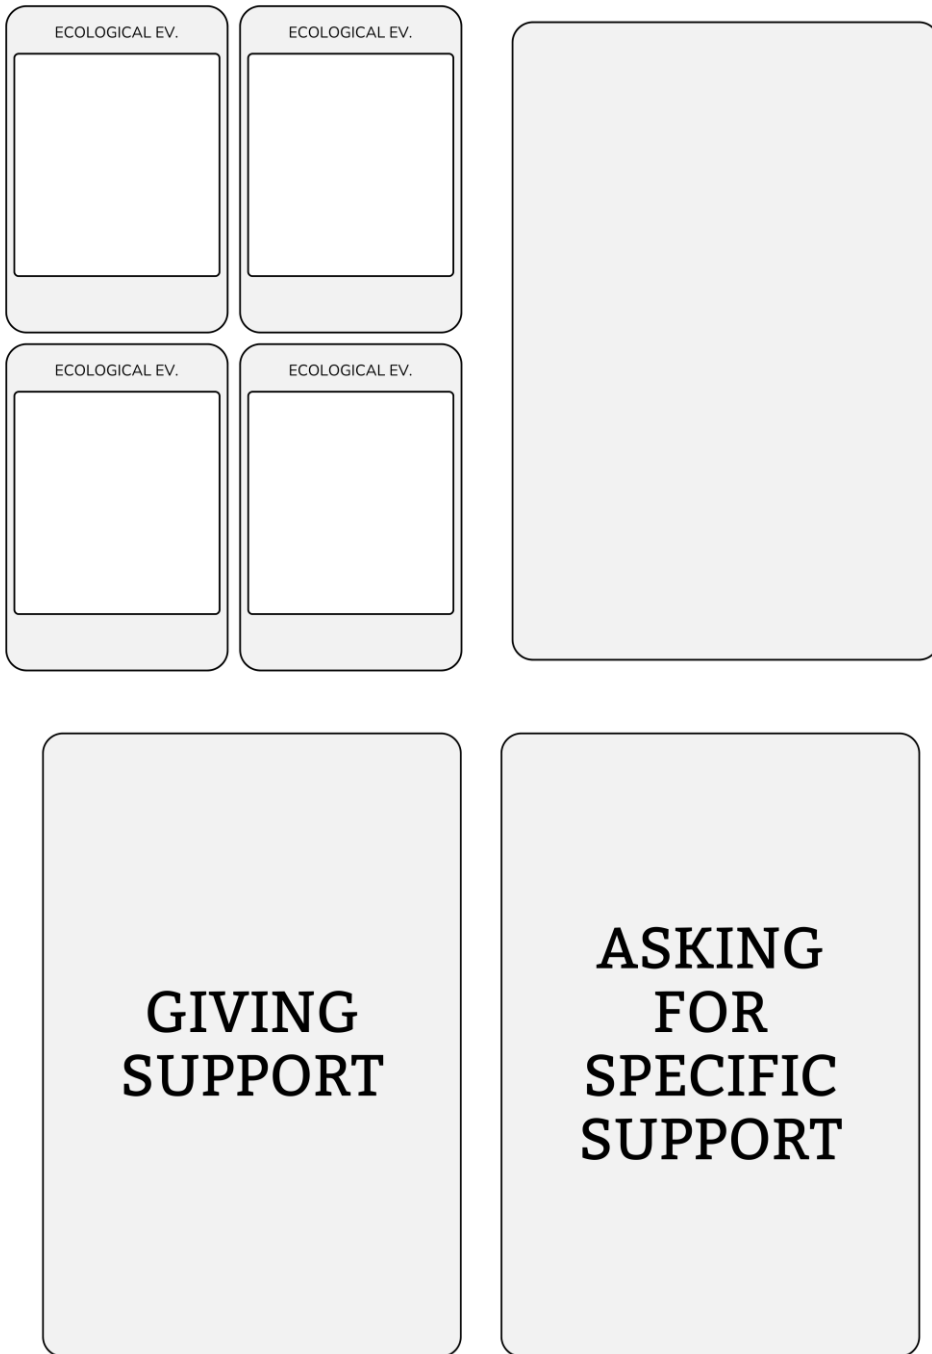 ECOLOGICAL EV.
ECOLOGICAL EV.
ECOLOGICAL EV.
ECOLOGICAL EV.
GIVING
SUPPORT
ASKING
FOR
SPECIFIC
SUPPORT